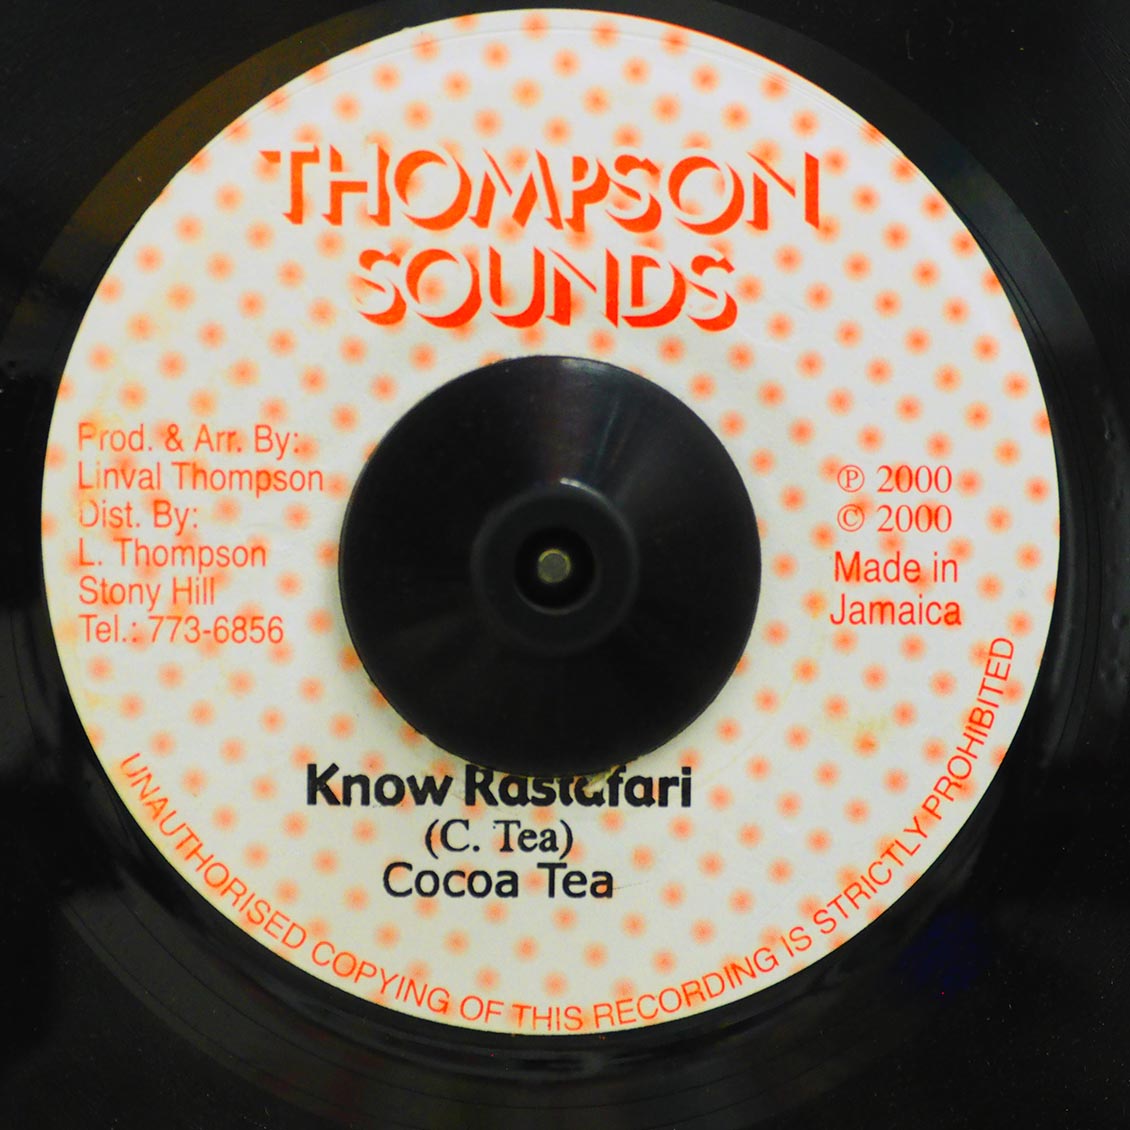 THOMPSON
SOUNDS
Prod. & Arr. By:
Linval Thompson
Dist. By:
L. Thompson
Stony Hill
Tel.: 773-6856
℗ 2000
© 2000
Made in
Jamaica
Know Rastafari
(C. Tea)
Cocoa Tea
UNAUTHORISED COPYING OF THIS RECORDING IS STRICTLY PROHIBITED